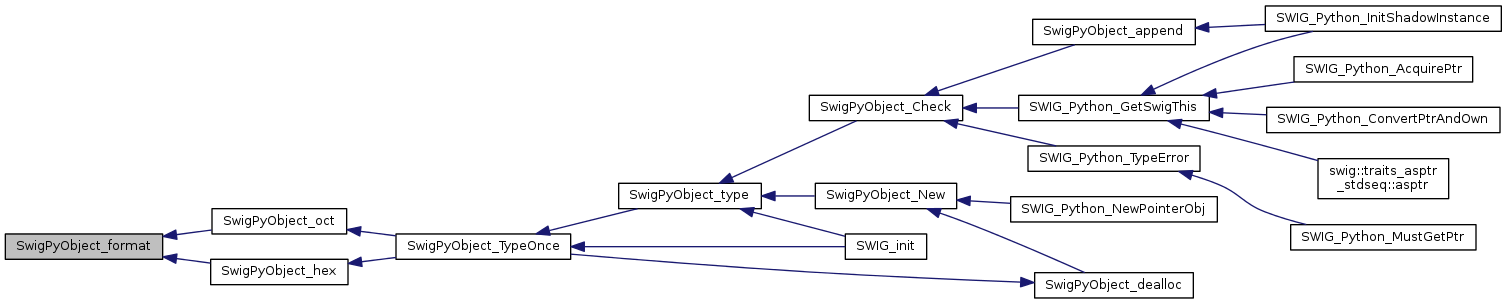 SwigPyObject_format
SwigPyObject_oct
SwigPyObject_hex
SwigPyObject_TypeOnce
SwigPyObject_type
SwigPyObject_Check
SwigPyObject_append
SWIG_Python_InitShadowInstance
SWIG_Python_GetSwigThis
SWIG_Python_AcquirePtr
SWIG_Python_ConvertPtrAndOwn
swig::traits_asptr
_stdseq::asptr
SWIG_Python_TypeError
SWIG_Python_MustGetPtr
SwigPyObject_New
SWIG_Python_NewPointerObj
SWIG_init
SwigPyObject_dealloc